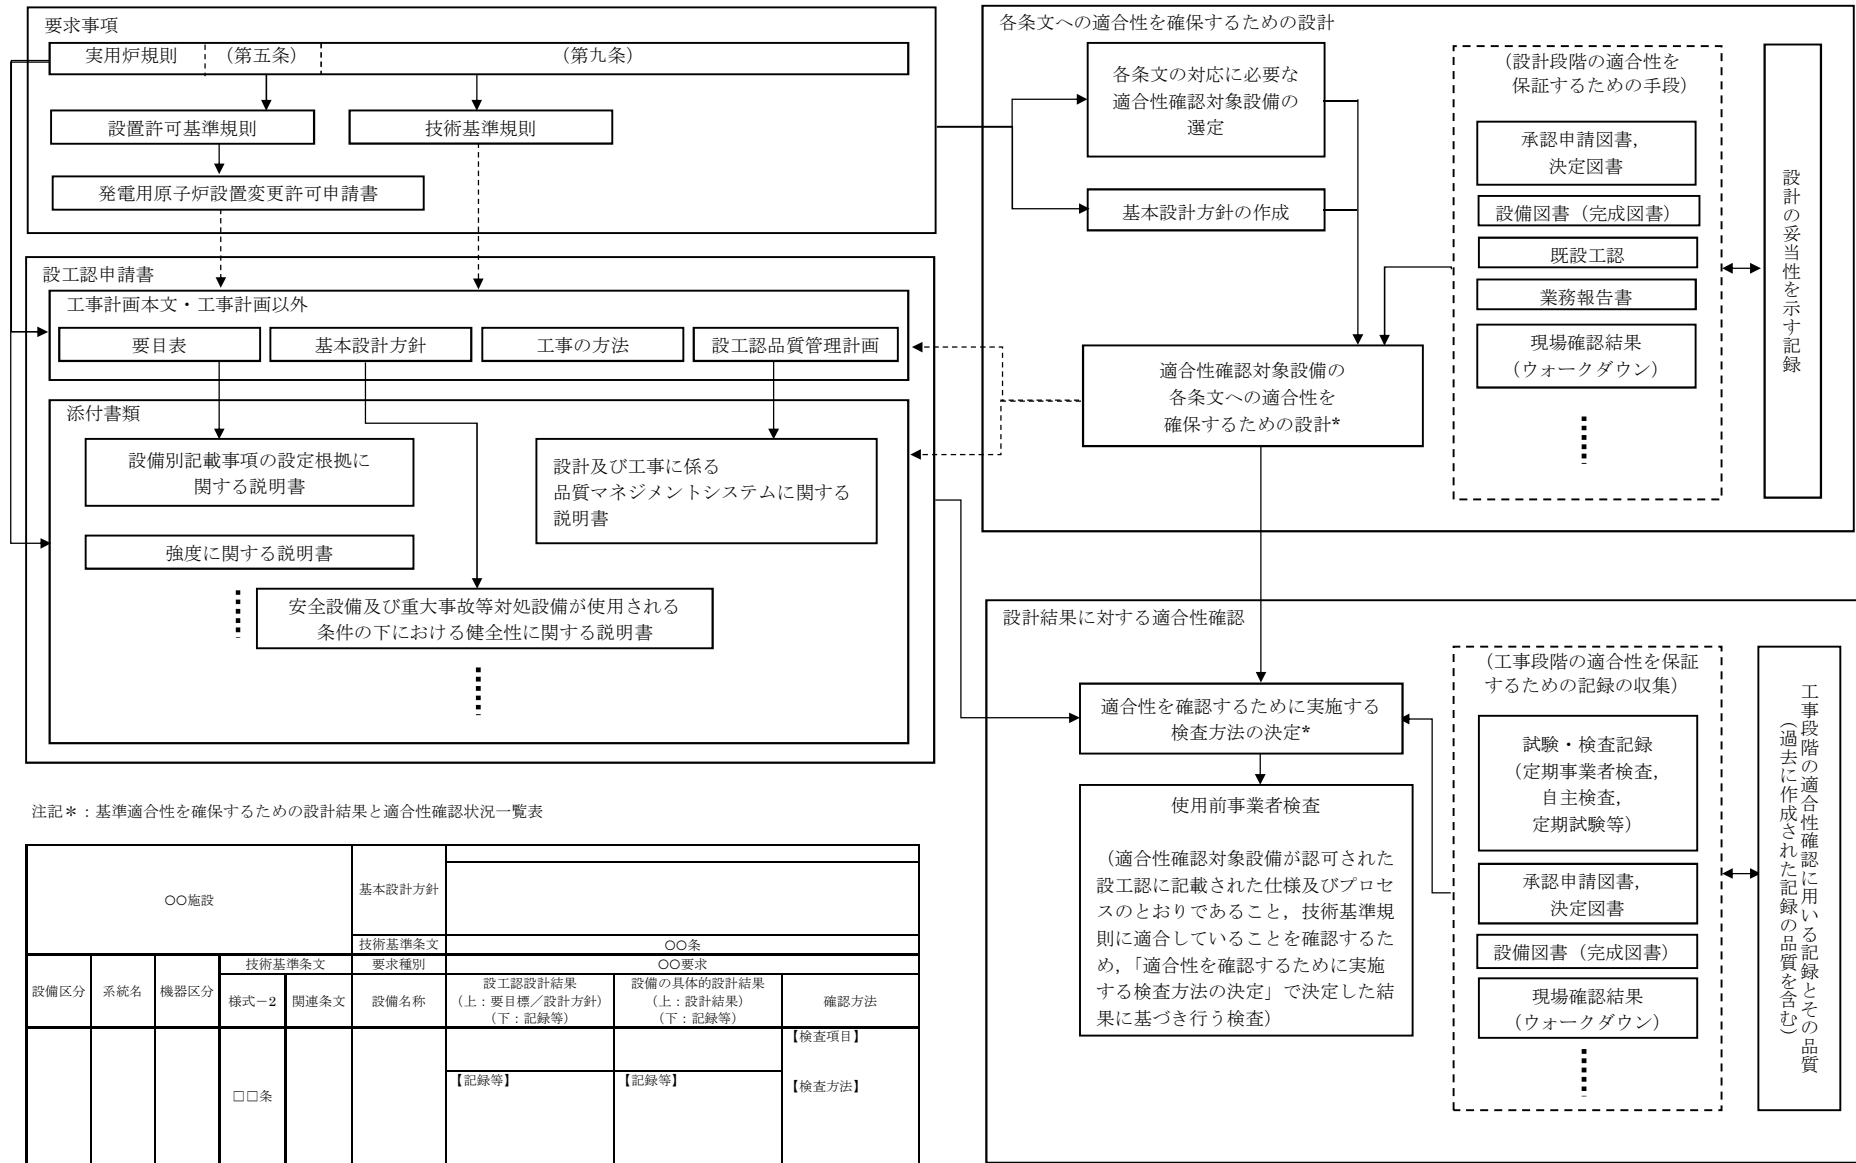 要求事項
実用炉規則
（第五条）
（第九条）
設置許可基準規則
技術基準規則
発電用原子炉設置変更許可申請書
設工認申請書
工事計画本文・工事計画以外
要目表
基本設計方針
工事の方法
設工認品質管理計画
添付書類
設備別記載事項の設定根拠に
関する説明書
設計及び工事に係る
品質マネジメントシステムに関する
説明書
強度に関する説明書
安全設備及び重大事故等対処設備が使用される
条件の下における健全性に関する説明書
各条文への適合性を確保するための設計
各条文の対応に必要な
適合性確認対象設備の
選定
基本設計方針の作成
適合性確認対象設備の
各条文への適合性を
確保するための設計*
（設計段階の適合性を
保証するための手段）
承認申請図書，
決定図書
設備図書（完成図書）
既設工認
業務報告書
現場確認結果
（ウォークダウン）
設計の妥当性を示す記録
設計結果に対する適合性確認
適合性を確認するために実施する
検査方法の決定*
使用前事業者検査
（適合性確認対象設備が認可された
設工認に記載された仕様及びプロセ
スのとおりであること，技術基準規
則に適合していることを確認するた
め，「適合性を確認するために実施
する検査方法の決定」で決定した結
果に基づき行う検査）
（工事段階の適合性を保証
するための記録の収集）
試験・検査記録
（定期事業者検査，
自主検査，
定期試験等）
承認申請図書，
決定図書
設備図書（完成図書）
現場確認結果
（ウォークダウン）
工事段階の適合性確認に用いる記録とその品質
（過去に作成された記録の品質を含む）
注記＊：基準適合性を確保するための設計結果と適合性確認状況一覧表
○○施設
基本設計方針
技術基準条文
○○条
技術基準条文
要求種別
○○要求
設備区分
系統名
機器区分
様式－2
関連条文
設備名称
設工認設計結果
（上：要目標／設計方針）
（下：記録等）
設備の具体的設計結果
（上：設計結果）
（下：記録等）
確認方法
□□条
【記録等】
【記録等】
【検査項目】
【検査方法】